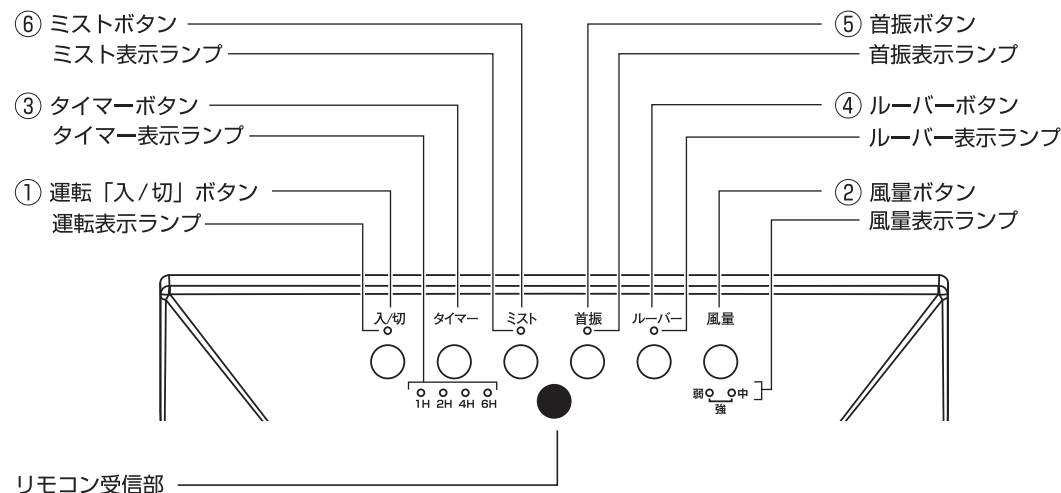 ⑥ ミストボタン
ミスト表示ランプ
③ タイマーボタン
タイマー表示ランプ
① 運転「入/切」ボタン
運転表示ランプ
⑤ 首振ボタン
首振表示ランプ
④ ルーバーボタン
ルーバー表示ランプ
② 風量ボタン
風量表示ランプ
入/切 タイマー ミスト 首振 ルーバー 風量
1H 2H 4H 6H
弱 中
強
リモコン受信部